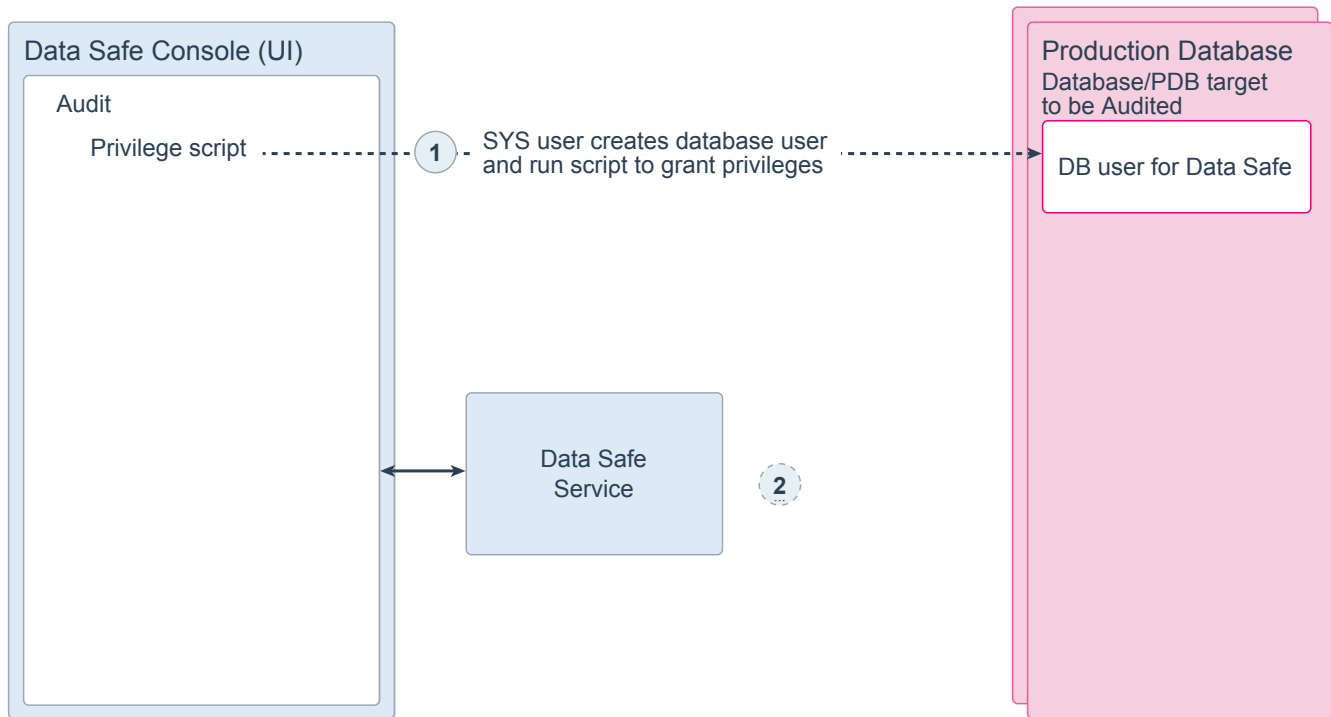 Data Safe Console (UI)
Audit
Privilege script
1
SYS user creates database user
and run script to grant privileges
Production Database
Database/PDB target
to be Audited
DB user for Data Safe
Data Safe
Service
2
...